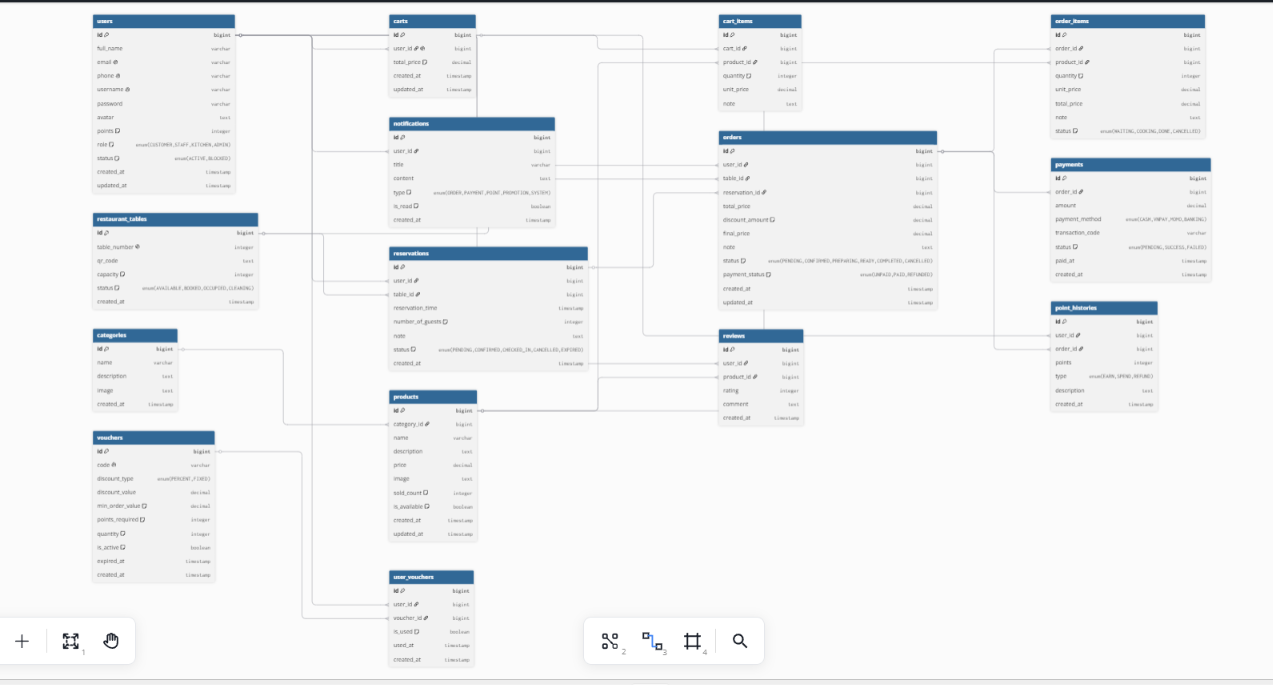 users
id bigint
full_name varchar
email varchar
phone varchar
username varchar
password varchar
avatar text
points integer
role enum(CUSTOMER,STAFF,KITCHEN,ADMIN)
status enum(ACTIVE,BLOCKED)
created_at timestamp
updated_at timestamp
restaurant_tables
id bigint
table_number integer
qr_code text
capacity integer
status enum(AVAILABLE,BOOKED,OCCUPIED,CLEANING)
created_at timestamp
categories
id bigint
name varchar
description text
image text
created_at timestamp
vouchers
id bigint
code varchar
discount_type enum(PERCENT,FIXED)
discount_value decimal
min_order_value decimal
points_required integer
quantity integer
is_active boolean
expired_at timestamp
created_at timestamp
carts
id bigint
user_id bigint
total_price decimal
created_at timestamp
updated_at timestamp
notifications
id bigint
user_id bigint
title varchar
content text
type enum(ORDER,PAYMENT,POINT,PROMOTION,SYSTEM)
is_read boolean
created_at timestamp
reservations
id bigint
user_id bigint
table_id bigint
reservation_time timestamp
number_of_guests integer
note text
status enum(PENDING,CONFIRMED,CHECKED_IN,CANCELLED,EXPIRED)
created_at timestamp
products
id bigint
category_id bigint
name varchar
description text
price decimal
image text
sold_count integer
is_available boolean
created_at timestamp
updated_at timestamp
user_vouchers
id bigint
user_id bigint
voucher_id bigint
is_used boolean
used_at timestamp
created_at timestamp
cart_items
id bigint
cart_id bigint
product_id bigint
quantity integer
unit_price decimal
note text
orders
id bigint
user_id bigint
table_id bigint
reservation_id bigint
total_price decimal
discount_amount decimal
final_price decimal
note text
status enum(PENDING,CONFIRMED,PREPARING,READY,COMPLETED,CANCELLED)
payment_status enum(UNPAID,PAID,REFUNDED)
created_at timestamp
updated_at timestamp
reviews
id bigint
user_id bigint
product_id bigint
rating integer
comment text
created_at timestamp
order_items
id bigint
order_id bigint
product_id bigint
quantity integer
unit_price decimal
total_price decimal
note text
status enum(WAITING,COOKING,DONE,CANCELLED)
payments
id bigint
order_id bigint
amount decimal
payment_method enum(CASH,VNPAY,MOMO,BANKING)
transaction_code varchar
status enum(PENDING,SUCCESS,FAILED)
paid_at timestamp
created_at timestamp
point_histories
id bigint
user_id bigint
order_id bigint
points integer
type enum(EARN,SPEND,REFUND)
description text
created_at timestamp
1
2
3
4